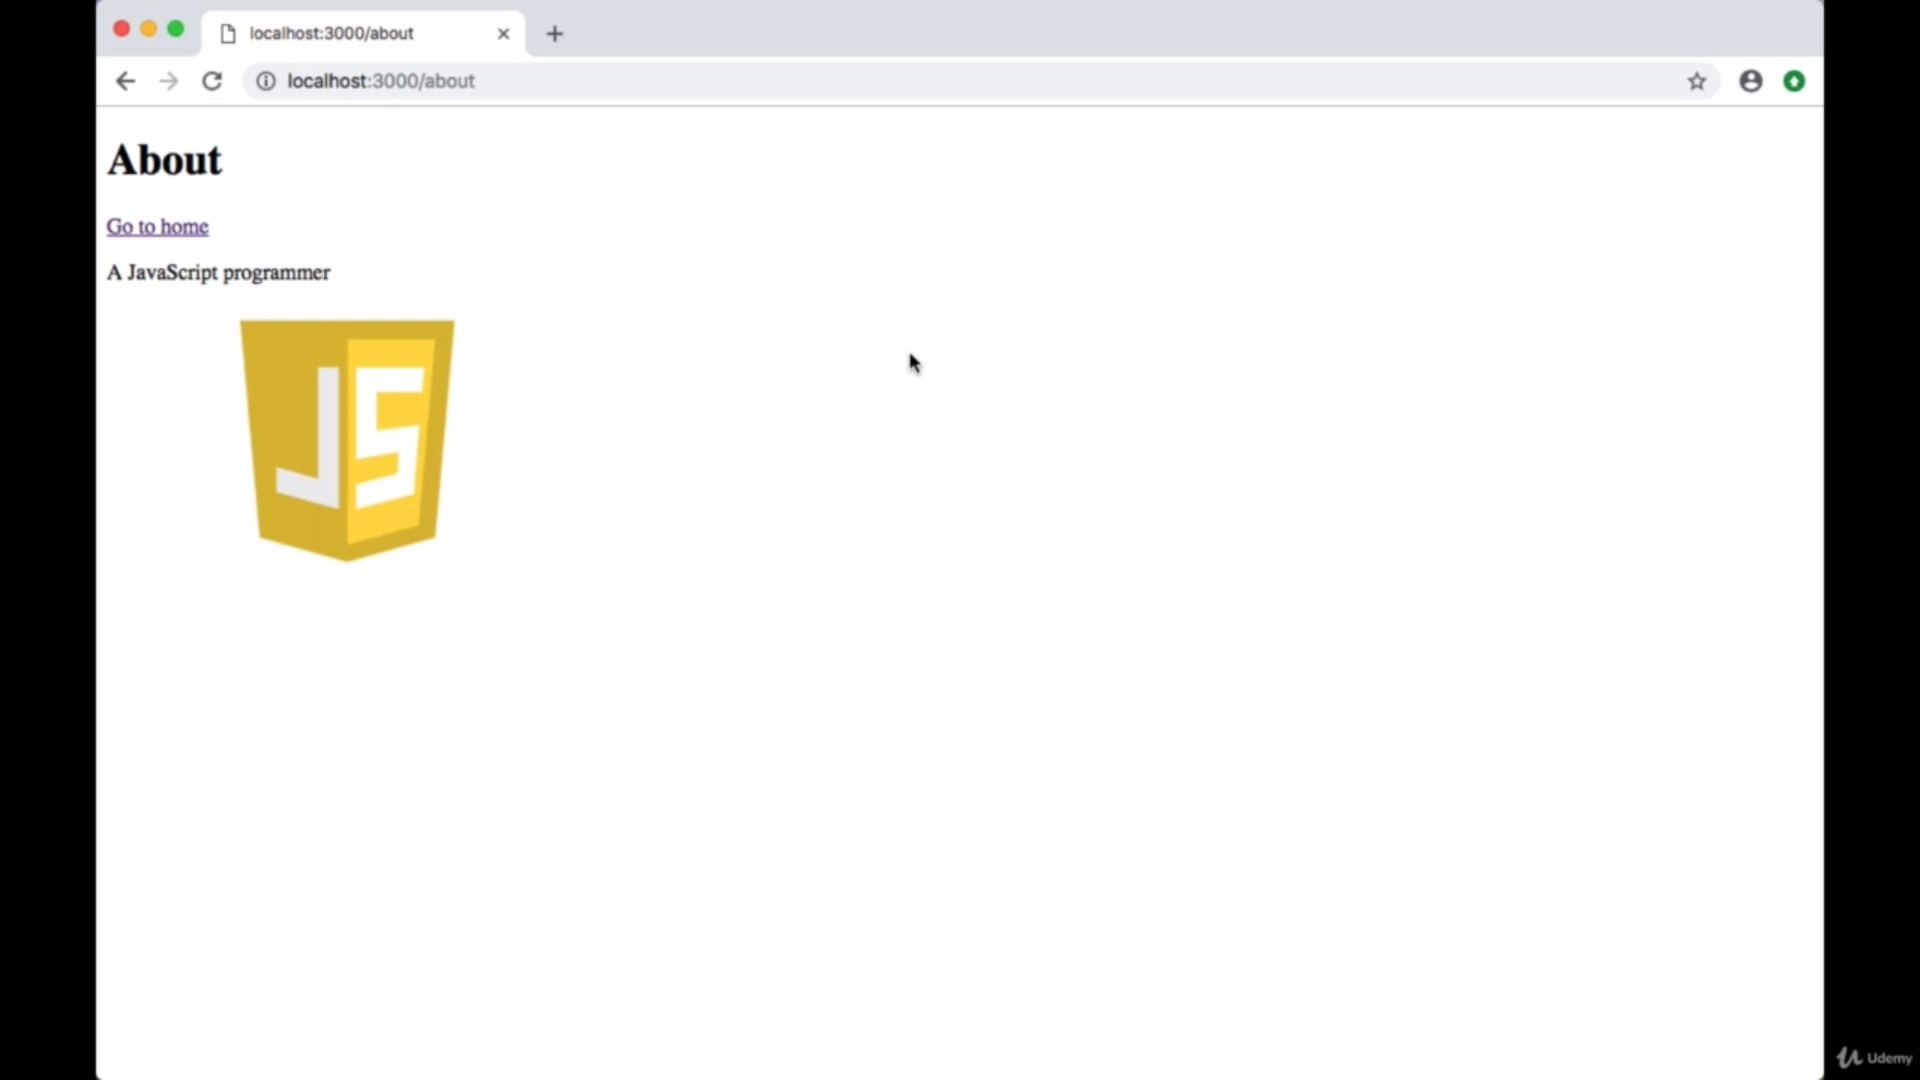 localhost:3000/about
localhost:3000/about
About
Go to home
A JavaScript programmer
JS
Udemy